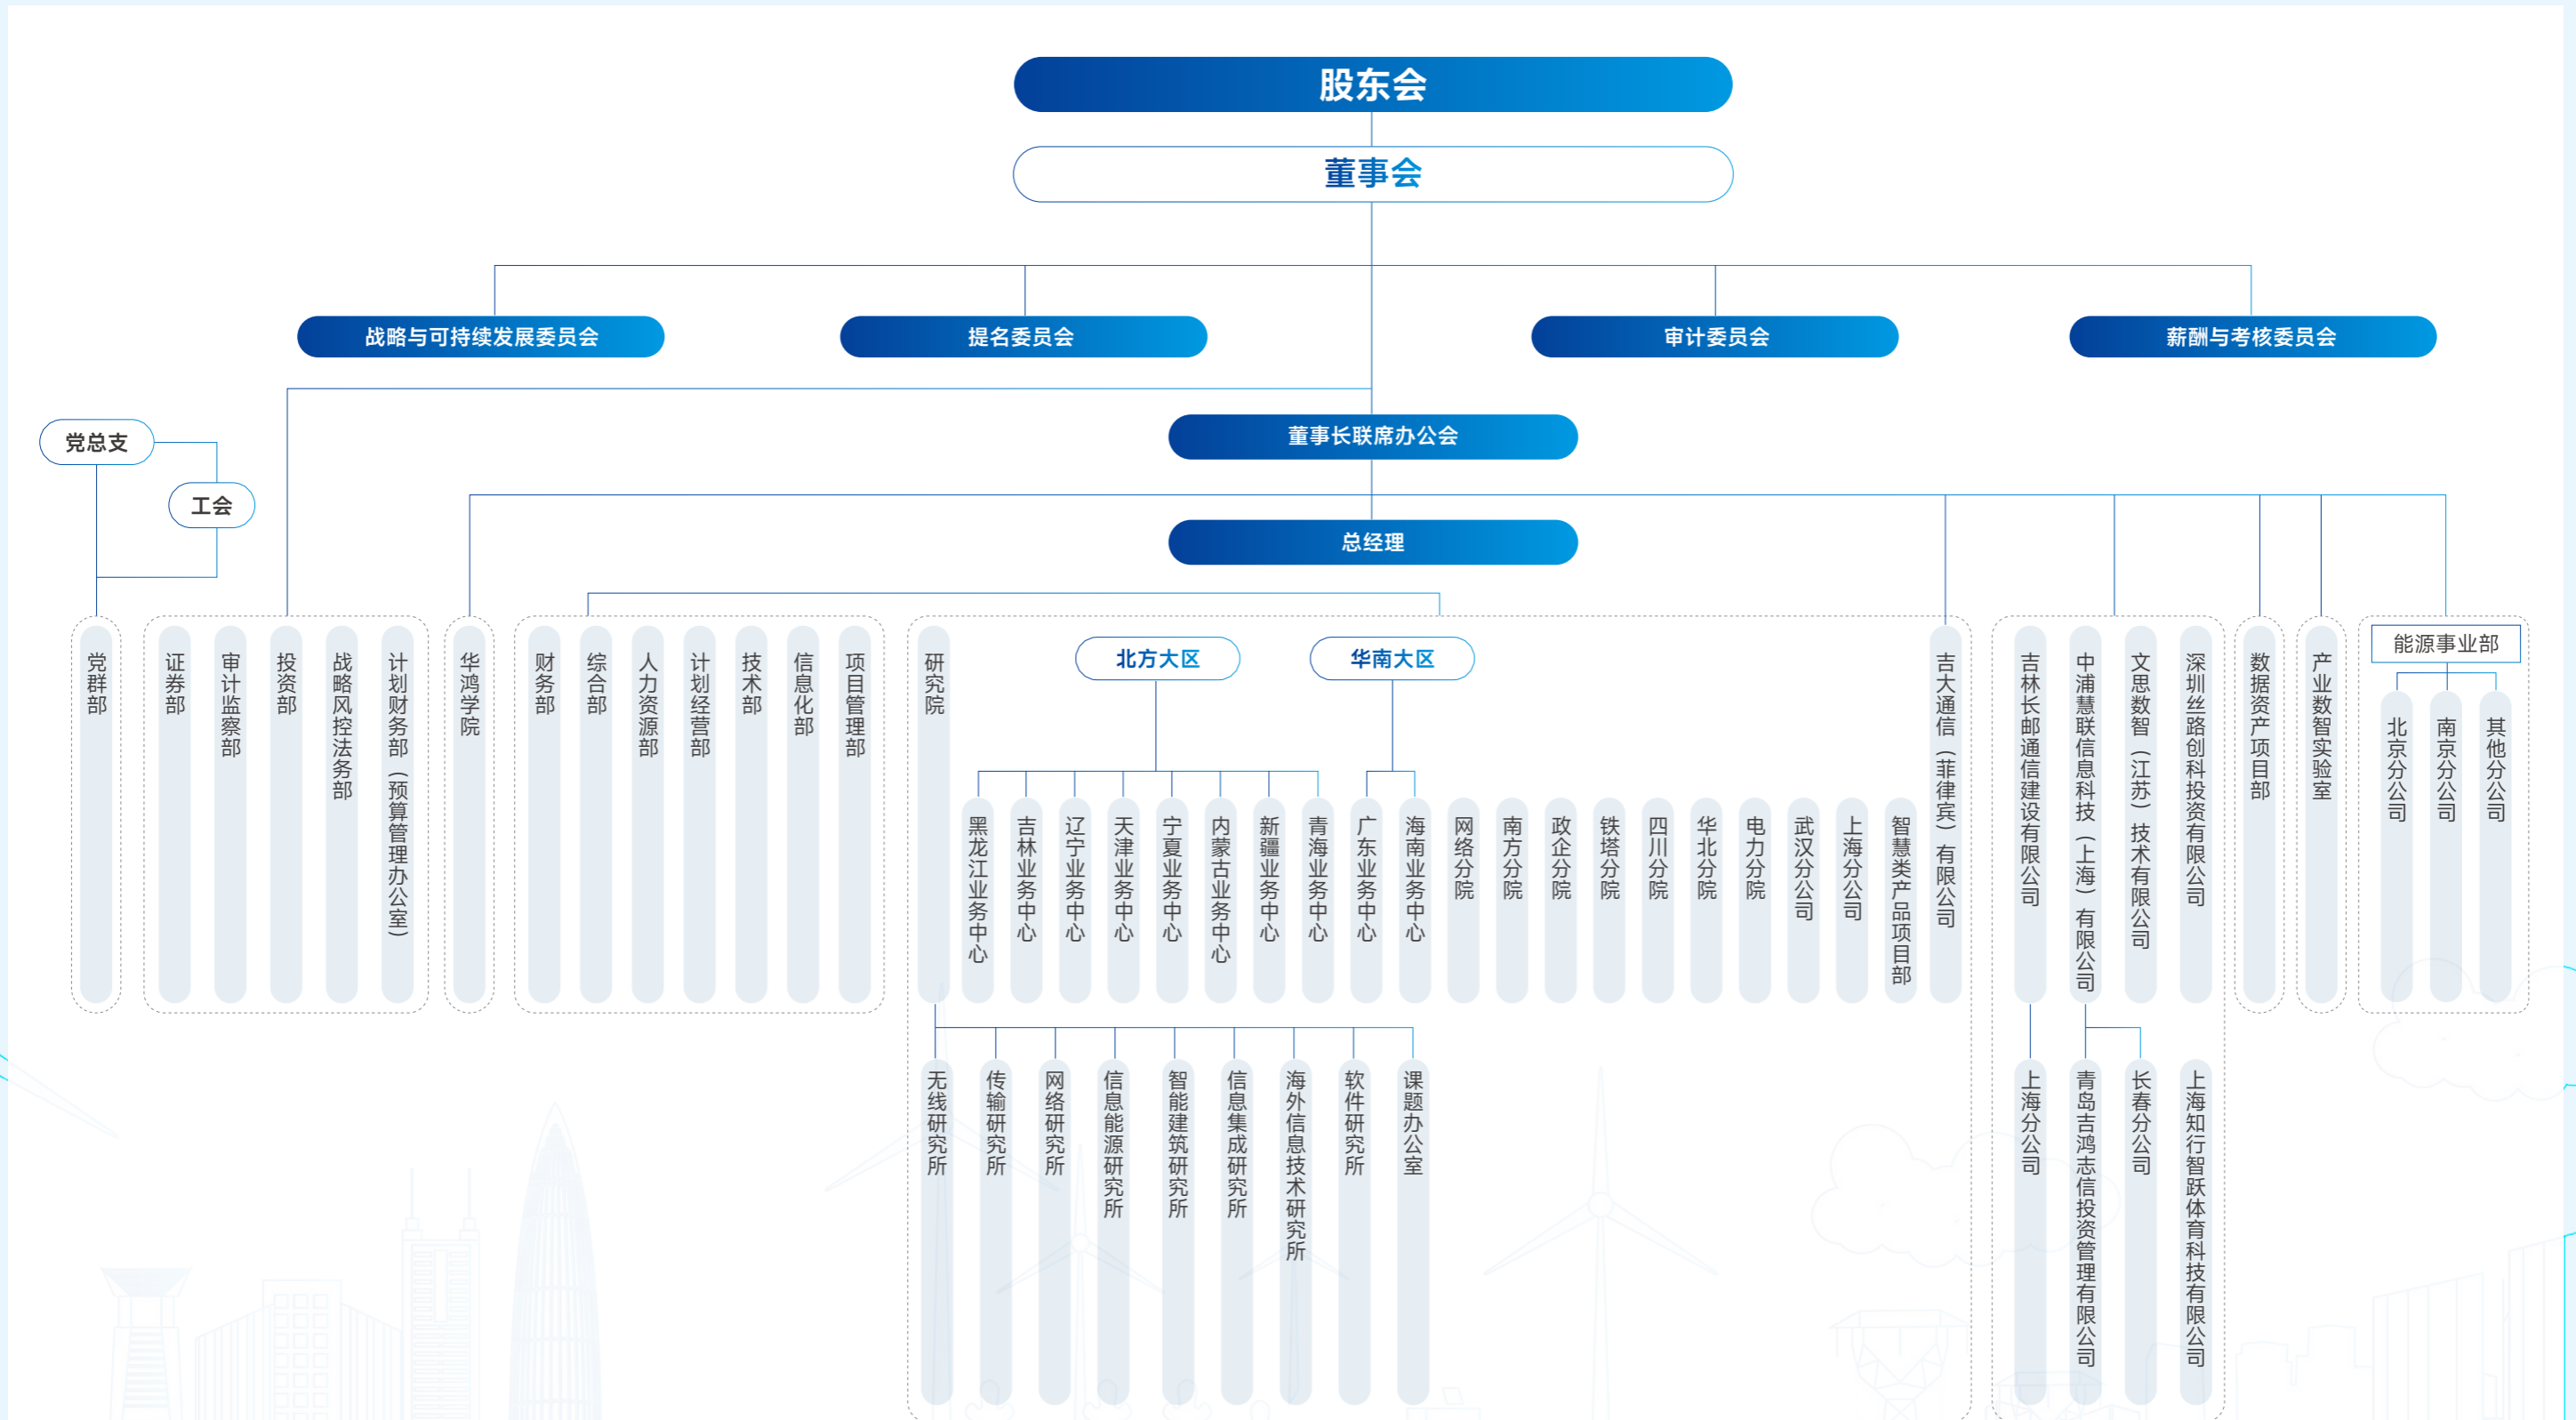 股东会
董事会
战略与可持续发展委员会
提名委员会
审计委员会
薪酬与考核委员会
董事长联席办公会
党总支
工会
总经理
党群部
证券部
审计监察部
投资部
战略风控法务部
计划财务部（预算管理办公室）
华鸿学院
财务部
综合部
人力资源部
计划经营部
技术部
信息化部
项目管理部
研究院
北方大区
华南大区
黑龙江业务中心
吉林业务中心
辽宁业务中心
天津业务中心
宁夏业务中心
内蒙古业务中心
新疆业务中心
青海业务中心
广东业务中心
海南业务中心
网络分院
南方分院
政企分院
铁塔分院
四川分院
华北分院
电力分院
武汉分公司
上海分公司
智慧类产品项目部
吉大通信（菲律宾）有限公司
吉林长邮通信建设有限公司
中浦慧联信息科技（上海）有限公司
文思数智（江苏）技术有限公司
深圳丝路创科投资有限公司
数据资产项目部
产业数智实验室
能源事业部
北京分公司
南京分公司
其他分公司
无线研究所
传输研究所
网络研究所
信息能源研究所
智能建筑研究所
信息集成研究所
海外信息技术研究所
软件研究所
课题办公室
上海分公司
青岛吉鸿志信投资管理有限公司
长春分公司
上海知行智跃体育科技有限公司